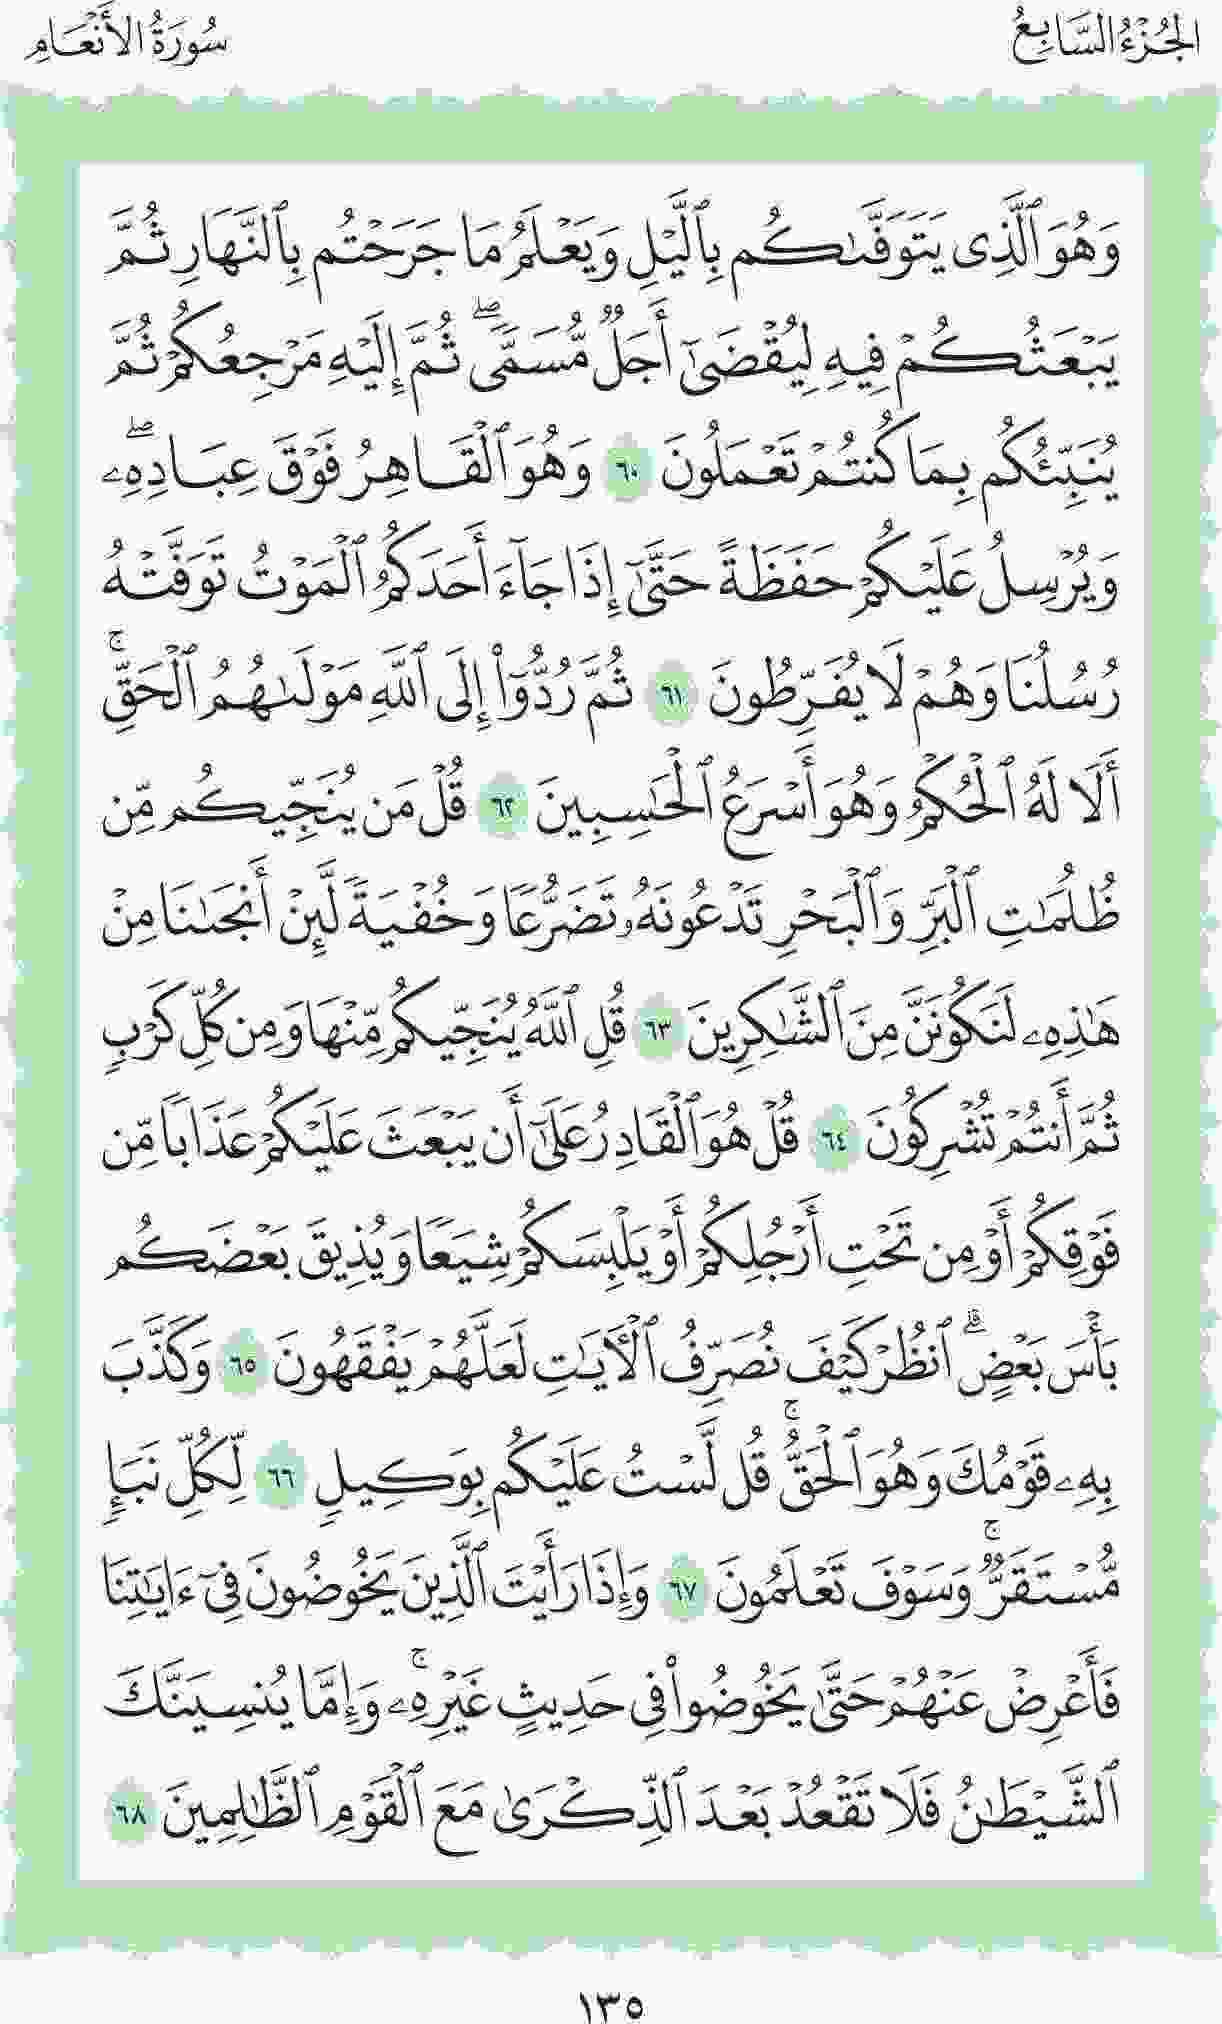 الجُزْءُ السَّابِعُ
سُورَةُ الأَنْعَامِ
وَهُوَ ٱلَّذِى يَتَوَفَّىٰكُم بِٱلَّيْلِ وَيَعْلَمُ مَا جَرَحْتُم بِٱلنَّهَارِ ثُمَّ
يَبْعَثُكُمْ فِيهِ لِيُقْضَىٰٓ أَجَلٌ مُّسَمًّى ۖ ثُمَّ إِلَيْهِ مَرْجِعُكُمْ ثُمَّ
يُنَبِّئُكُم بِمَا كُنتُمْ تَعْمَلُونَ ٦٠ وَهُوَ ٱلْقَاهِرُ فَوْقَ عِبَادِهِۦ ۖ
وَيُرْسِلُ عَلَيْكُمْ حَفَظَةً حَتَّىٰٓ إِذَا جَآءَ أَحَدَكُمُ ٱلْمَوْتُ تَوَفَّتْهُ
رُسُلُنَا وَهُمْ لَا يُفَرِّطُونَ ٦١ ثُمَّ رُدُّوٓا۟ إِلَى ٱللَّهِ مَوْلَىٰهُمُ ٱلْحَقِّ ۚ
أَلَا لَهُ ٱلْحُكْمُ وَهُوَ أَسْرَعُ ٱلْحَٰسِبِينَ ٦٢ قُلْ مَن يُنَجِّيكُم مِّن
ظُلُمَٰتِ ٱلْبَرِّ وَٱلْبَحْرِ تَدْعُونَهُۥ تَضَرُّعًا وَخُفْيَةً لَّئِنْ أَنجَىٰنَا مِنْ
هَٰذِهِۦ لَنَكُونَنَّ مِنَ ٱلشَّٰكِرِينَ ٦٣ قُلِ ٱللَّهُ يُنَجِّيكُم مِّنْهَا وَمِن كُلِّ كَرْبٍ
ثُمَّ أَنتُمْ تُشْرِكُونَ ٦٤ قُلْ هُوَ ٱلْقَادِرُ عَلَىٰٓ أَن يَبْعَثَ عَلَيْكُمْ عَذَابًا مِّن
فَوْقِكُمْ أَوْ مِن تَحْتِ أَرْجُلِكُمْ أَوْ يَلْبِسَكُمْ شِيَعًا وَيُذِيقَ بَعْضَكُم
بَأْسَ بَعْضٍ ۗ ٱنظُرْ كَيْفَ نُصَرِّفُ ٱلْءَايَٰتِ لَعَلَّهُمْ يَفْقَهُونَ ٦٥ وَكَذَّبَ
بِهِۦ قَوْمُكَ وَهُوَ ٱلْحَقُّ ۚ قُل لَّسْتُ عَلَيْكُم بِوَكِيلٍ ٦٦ لِّكُلِّ نَبَإٍ
مُّسْتَقَرٌّ ۚ وَسَوْفَ تَعْلَمُونَ ٦٧ وَإِذَا رَأَيْتَ ٱلَّذِينَ يَخُوضُونَ فِىٓ ءَايَٰتِنَا
فَأَعْرِضْ عَنْهُمْ حَتَّىٰ يَخُوضُوا۟ فِى حَدِيثٍ غَيْرِهِۦ ۚ وَإِمَّا يُنسِيَنَّكَ
ٱلشَّيْطَٰنُ فَلَا تَقْعُدْ بَعْدَ ٱلذِّكْرَىٰ مَعَ ٱلْقَوْمِ ٱلظَّٰلِمِينَ ٦٨
١٣٥